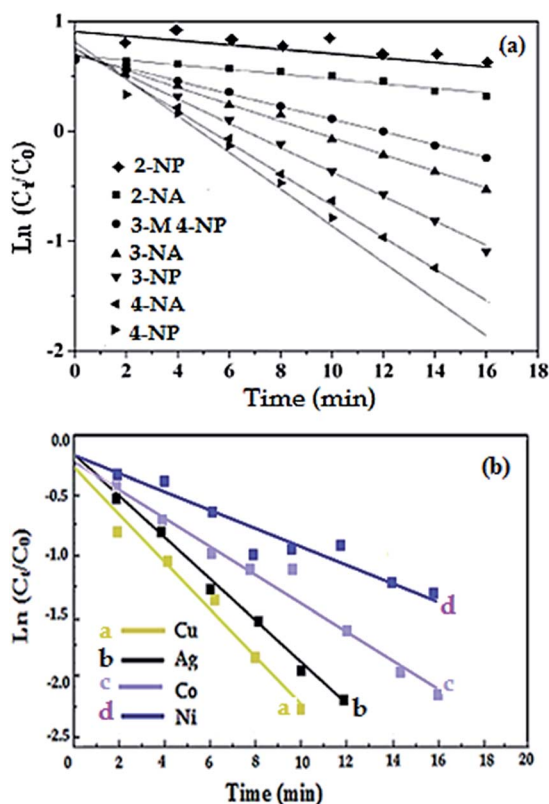 (a)
1
0
-1
-2
Ln (Ct/C0)
2-NP
2-NA
3-M 4-NP
3-NA
3-NP
4-NA
4-NP
0 2 4 6 8 10 12 14 16 18
Time (min)
(b)
0.0
-0.5
-1.0
-1.5
-2.0
-2.5
Ln (Ct/C0)
a Cu
b Ag
c Co
d Ni
d
c
b
a
0 2 4 6 8 10 12 14 16 18 20
Time (min)